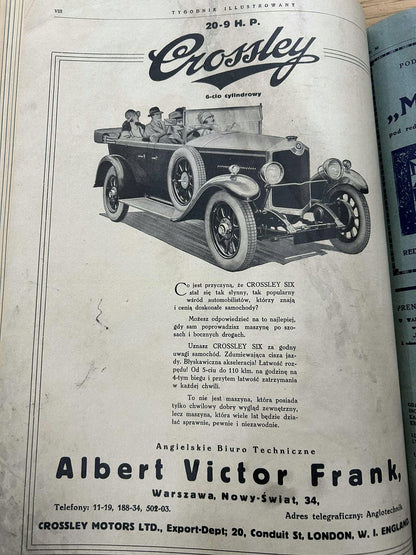 VIII
TYGODNIK ILLUSTROWANY
20-9 H. P.
Crossley
6-cio cylindrowy
Co jest przyczyną, że CROSSLEY SIX
stał się tak słynny, tak popularny
wśród automobilistów, którzy znają
i cenią doskonałe samochody?
Możesz odpowiedzieć na to najlepiej,
gdy sam poprowadzisz maszynę po szo-
sach i bocznych drogach.
Uznasz CROSSLEY SIX za godny
uwagi samochód. Zdumiewająca cisza jaz-
dy. Błyskawiczna akseleracja! Łatwość roz-
pędu! Od 5-ciu do 110 klm. na godzinę na
4-tym biegu i przytem łatwość zatrzymania
w każdej chwili.
To nie jest maszyna, która posiada
tylko chwilowy dobry wygląd zewnętrzny,
lecz maszyna, która wiele lat będzie dzia-
łać sprawnie, pewnie i niezawodnie.
Angielskie Biuro Techniczne
Albert Victor Frank,
Warszawa, Nowy-Świat, 34,
Telefony: 11-19, 188-34, 502-03.
Adres telegraficzny: Anglotechnik
CROSSLEY MOTORS LTD., Export-Dept; 20, Conduit St, LONDON, W. I. ENGLAND
POD
„M
pod red
RED
PREN